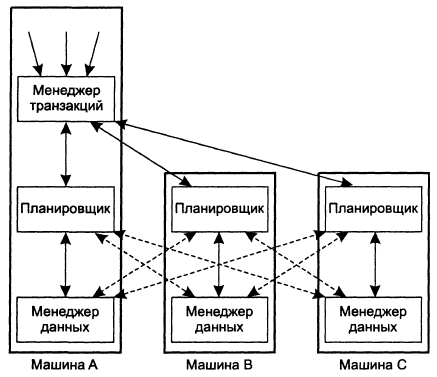 Менеджер
транзакций
Планировщик
Планировщик
Планировщик
Менеджер
данных
Менеджер
данных
Менеджер
данных
Машина A
Машина B
Машина C